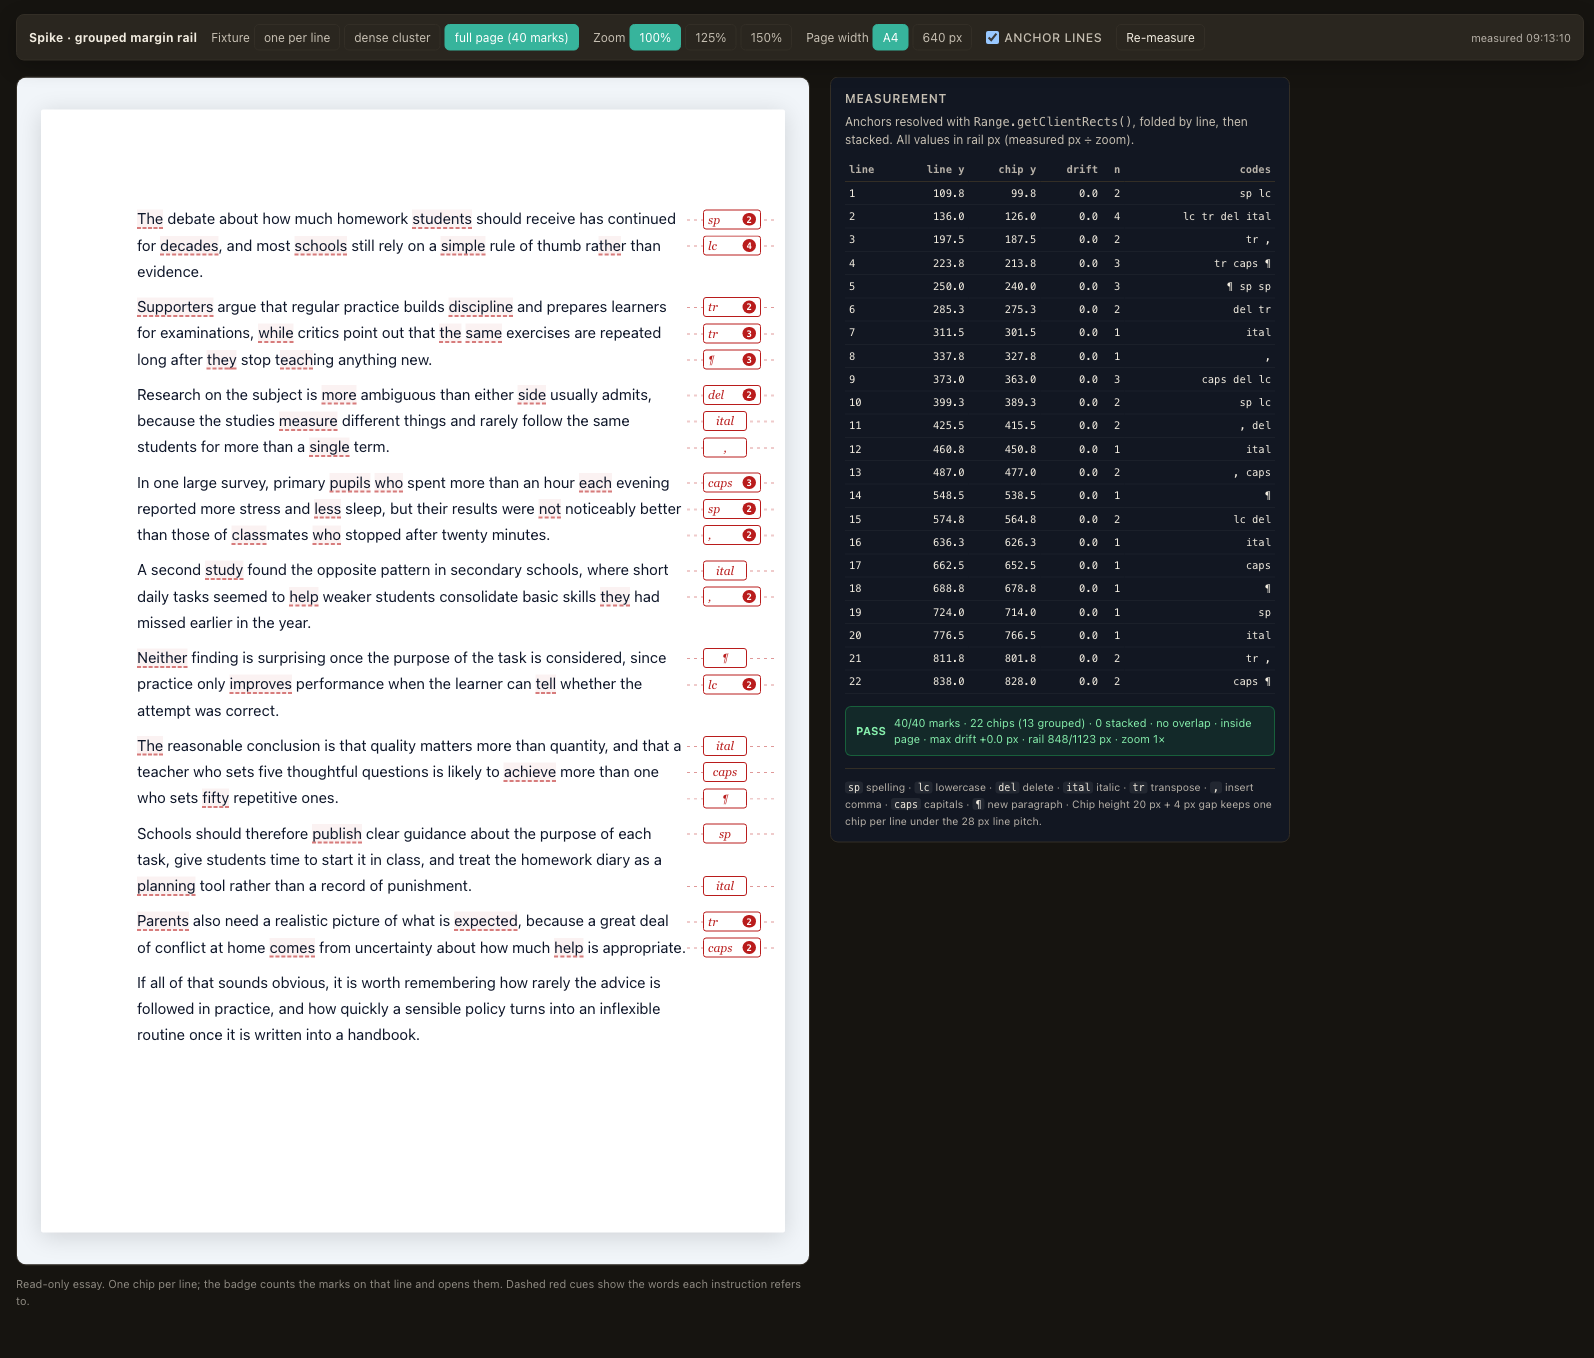 Spike · grouped margin rail Fixture one per line dense cluster full page (40 marks) Zoom 100% 125% 150% Page width A4 640 px ANCHOR LINES Re-measure measured 09:13:10
The debate about how much homework students should receive has continued sp 2
for decades, and most schools still rely on a simple rule of thumb rather than lc 4
evidence.
Supporters argue that regular practice builds discipline and prepares learners tr 2
for examinations, while critics point out that the same exercises are repeated tr 3
long after they stop teaching anything new. ¶ 3
Research on the subject is more ambiguous than either side usually admits, del 2
because the studies measure different things and rarely follow the same ital
students for more than a single term. ,
In one large survey, primary pupils who spent more than an hour each evening caps 3
reported more stress and less sleep, but their results were not noticeably better sp 2
than those of classmates who stopped after twenty minutes. , 2
A second study found the opposite pattern in secondary schools, where short ital
daily tasks seemed to help weaker students consolidate basic skills they had , 2
missed earlier in the year.
Neither finding is surprising once the purpose of the task is considered, since ¶
practice only improves performance when the learner can tell whether the lc 2
attempt was correct.
The reasonable conclusion is that quality matters more than quantity, and that a ital
teacher who sets five thoughtful questions is likely to achieve more than one caps
who sets fifty repetitive ones. ¶
Schools should therefore publish clear guidance about the purpose of each sp
task, give students time to start it in class, and treat the homework diary as a
planning tool rather than a record of punishment. ital
Parents also need a realistic picture of what is expected, because a great deal tr 2
of conflict at home comes from uncertainty about how much help is appropriate. caps 2
If all of that sounds obvious, it is worth remembering how rarely the advice is
followed in practice, and how quickly a sensible policy turns into an inflexible
routine once it is written into a handbook.
Read-only essay. One chip per line; the badge counts the marks on that line and opens them. Dashed red cues show the words each instruction refers
to.
MEASUREMENT
Anchors resolved with Range.getClientRects(), folded by line, then
stacked. All values in rail px (measured px ÷ zoom).
line line y chip y drift n codes
1 109.8 99.8 0.0 2 sp lc
2 136.0 126.0 0.0 4 lc tr del ital
3 197.5 187.5 0.0 2 tr ,
4 223.8 213.8 0.0 3 tr caps ¶
5 250.0 240.0 0.0 3 ¶ sp sp
6 285.3 275.3 0.0 2 del tr
7 311.5 301.5 0.0 1 ital
8 337.8 327.8 0.0 1 ,
9 373.0 363.0 0.0 3 caps del lc
10 399.3 389.3 0.0 2 sp lc
11 425.5 415.5 0.0 2 , del
12 460.8 450.8 0.0 1 ital
13 487.0 477.0 0.0 2 , caps
14 548.5 538.5 0.0 1 ¶
15 574.8 564.8 0.0 2 lc del
16 636.3 626.3 0.0 1 ital
17 662.5 652.5 0.0 1 caps
18 688.8 678.8 0.0 1 ¶
19 724.0 714.0 0.0 1 sp
20 776.5 766.5 0.0 1 ital
21 811.8 801.8 0.0 2 tr ,
22 838.0 828.0 0.0 2 caps ¶
PASS 40/40 marks · 22 chips (13 grouped) · 0 stacked · no overlap · inside
page · max drift +0.0 px · rail 848/1123 px · zoom 1×
sp spelling · lc lowercase · del delete · ital italic · tr transpose · , insert
comma · caps capitals · ¶ new paragraph · Chip height 20 px + 4 px gap keeps one
chip per line under the 28 px line pitch.